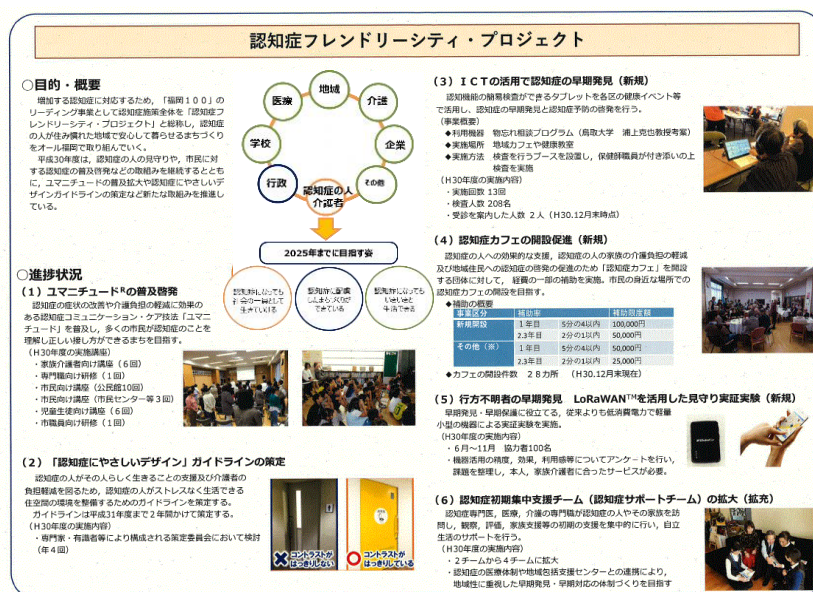 認知症フレンドリーシティ・プロジェクト
○目的・概要
増加する認知症に対応するため，「福岡１００」の
リーディング事業として認知症施策全体を「認知症フ
レンドリーシティ・プロジェクト」と総称し，認知症
の人が住み慣れた地域で安心して暮らせるまちづくり
をオール福岡で取り組んでいく。
平成30年度は，認知症の人の見守りや，市民に対
する認知症の普及啓発などの取組みを継続するととも
に，ユマニチュードの普及拡大や認知症にやさしいデ
ザインガイドラインの策定など新たな取組みを推進し
ている。
地域
医療
介護
学校
企業
行政
その他
認知症の人
介護者
2025年までに目指す姿
認知症になっても
社会の一員として
生きていける
認知症に配慮
したまちづくりが
できている
認知症になっても
いきいきと
生活できる
○進捗状況
（１）ユマニチュードRの普及啓発
認知症の症状の改善や介護負担の軽減に効果の
ある認知症コミュニケーション・ケア技法「ユマニ
チュード」を普及し，多くの市民が認知症のことを
理解し正しい接し方ができるまちを目指す。
（H30年度の実施講座）
・家族介護者向け講座（６回）
・専門職向け研修（１回）
・市民向け講座（公民館10回）
・市民向け講座（市民センター等３回）
・児童生徒向け講座（６回）
・市職員向け研修（１回）
（２）「認知症にやさしいデザイン」ガイドラインの策定
認知症の人がその人らしく生きることの支援及び介護者の
負担軽減を図るため，認知症の人がストレスなく生活できる
住空間の環境を整備するためのガイドラインを策定する。
ガイドラインは平成31年度まで２年間かけて策定する。
（H30年度の実施内容）
・専門家・有識者等により構成される策定委員会において検討
（年４回）
コントラストが
はっきりしない
コントラストが
はっきりしている
（３）ＩＣＴの活用で認知症の早期発見（新規）
認知機能の簡易検査ができるタブレットを各区の健康イベント等
で活用し，認知症の早期発見と認知症予防の啓発を行う。
（事業概要）
◆利用機器　物忘れ相談プログラム（鳥取大学　浦上克也教授考案）
◆実施場所　地域カフェや健康教室
◆実施方法　検査を行うブースを設置し，保健師職員が付き添いの上
検査を実施
（H30年度の実施内容）
・実施回数 13回
・検査人数 208名
・受診を案内した人数 ２人（H30.12月末時点）
（４）認知症カフェの開設促進（新規）
認知症の人への効果的な支援，認知症の人の家族の介護負担の軽減
及び地域住民への認知症の啓発の促進のため「認知症カフェ」を開設
する団体に対して，経費の一部の補助を実施。市民の身近な場所での
認知症カフェの開設を目指す。
◆補助の概要
事業区分　補助率　補助限度額
新規開設　１年目　5分の4以内　100,000円
2.3年目　2分の1以内　50,000円
その他（※）　１年目　5分の4以内　50,000円
2.3年目　2分の1以内　25,000円
◆カフェの開設件数　２８カ所　（H30.12月末現在）
（５）行方不明者の早期発見　LoRaWAN™を活用した見守り実証実験（新規）
早期発見・早期保護に役立てる，従来よりも低消費電力で軽量
小型の機器による実証実験を実施。
（H30年度の実施内容）
・６月～11月　協力者100名
・機器活用の精度，効果，利用感等についてアンケートを行い，
課題を整理し，本人，家族介護者に合ったサービスが必要。
（６）認知症初期集中支援チーム（認知症サポートチーム）の拡大（拡充）
認知症専門医，医療，介護の専門職が認知症の人やその家族を訪
問し，観察，評価，家族支援等の初期の支援を集中的に行い，自立
生活のサポートを行う。
（H30年度の実施内容）
・２チームから４チームに拡大
・認知症の医療体制や地域包括支援センターとの連携により，
地域性に重視した早期発見・早期対応の体制づくりを目指す